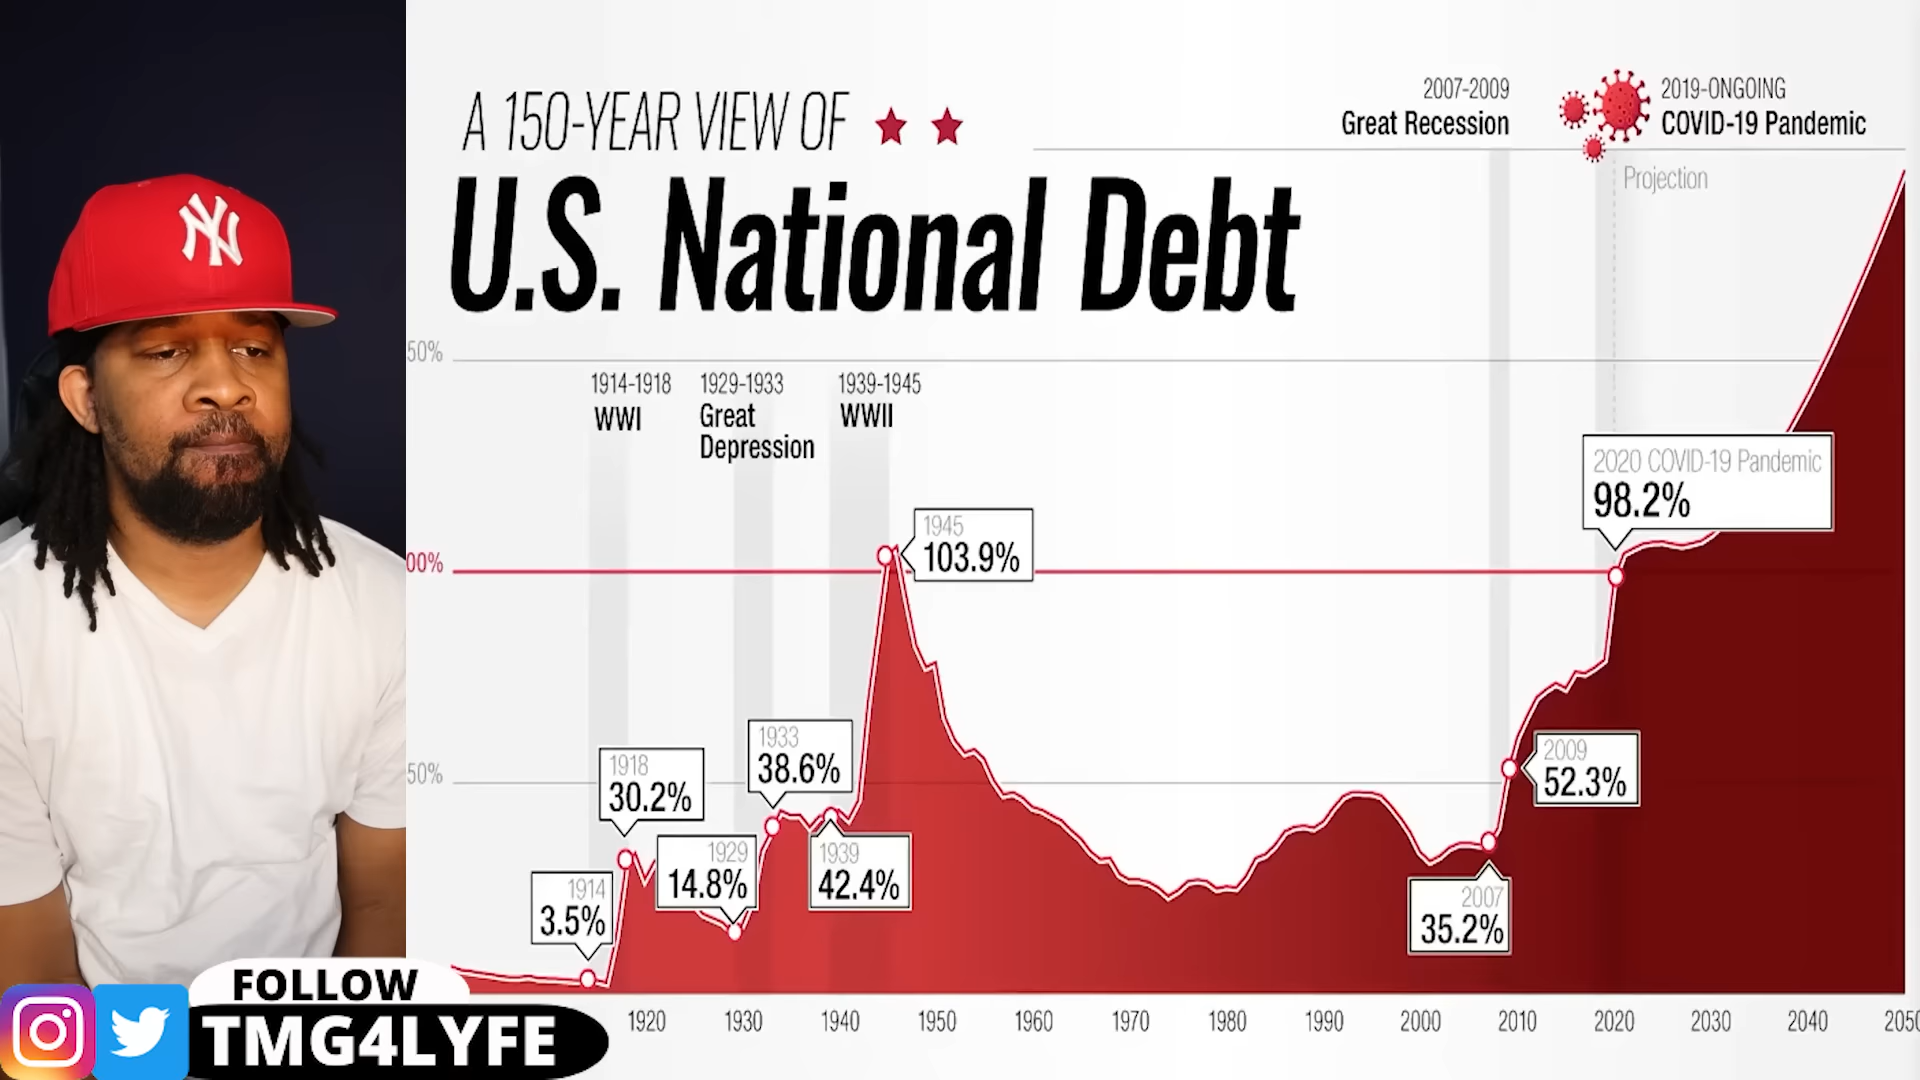 A 150-YEAR VIEW OF
U.S. National Debt
2007-2009
Great Recession
2019-ONGOING
COVID-19 Pandemic
Projection
50%
1914-1918
WWI
1929-1933
Great
Depression
1939-1945
WWII
2020 COVID-19 Pandemic
98.2%
1945
103.9%
00%
1933
38.6%
1918
30.2%
50%
2009
52.3%
1929
14.8%
1939
42.4%
1914
3.5%
2007
35.2%
1920
1930
1940
1950
1960
1970
1980
1990
2000
2010
2020
2030
2040
2050
NY
FOLLOW
TMG4LYFE